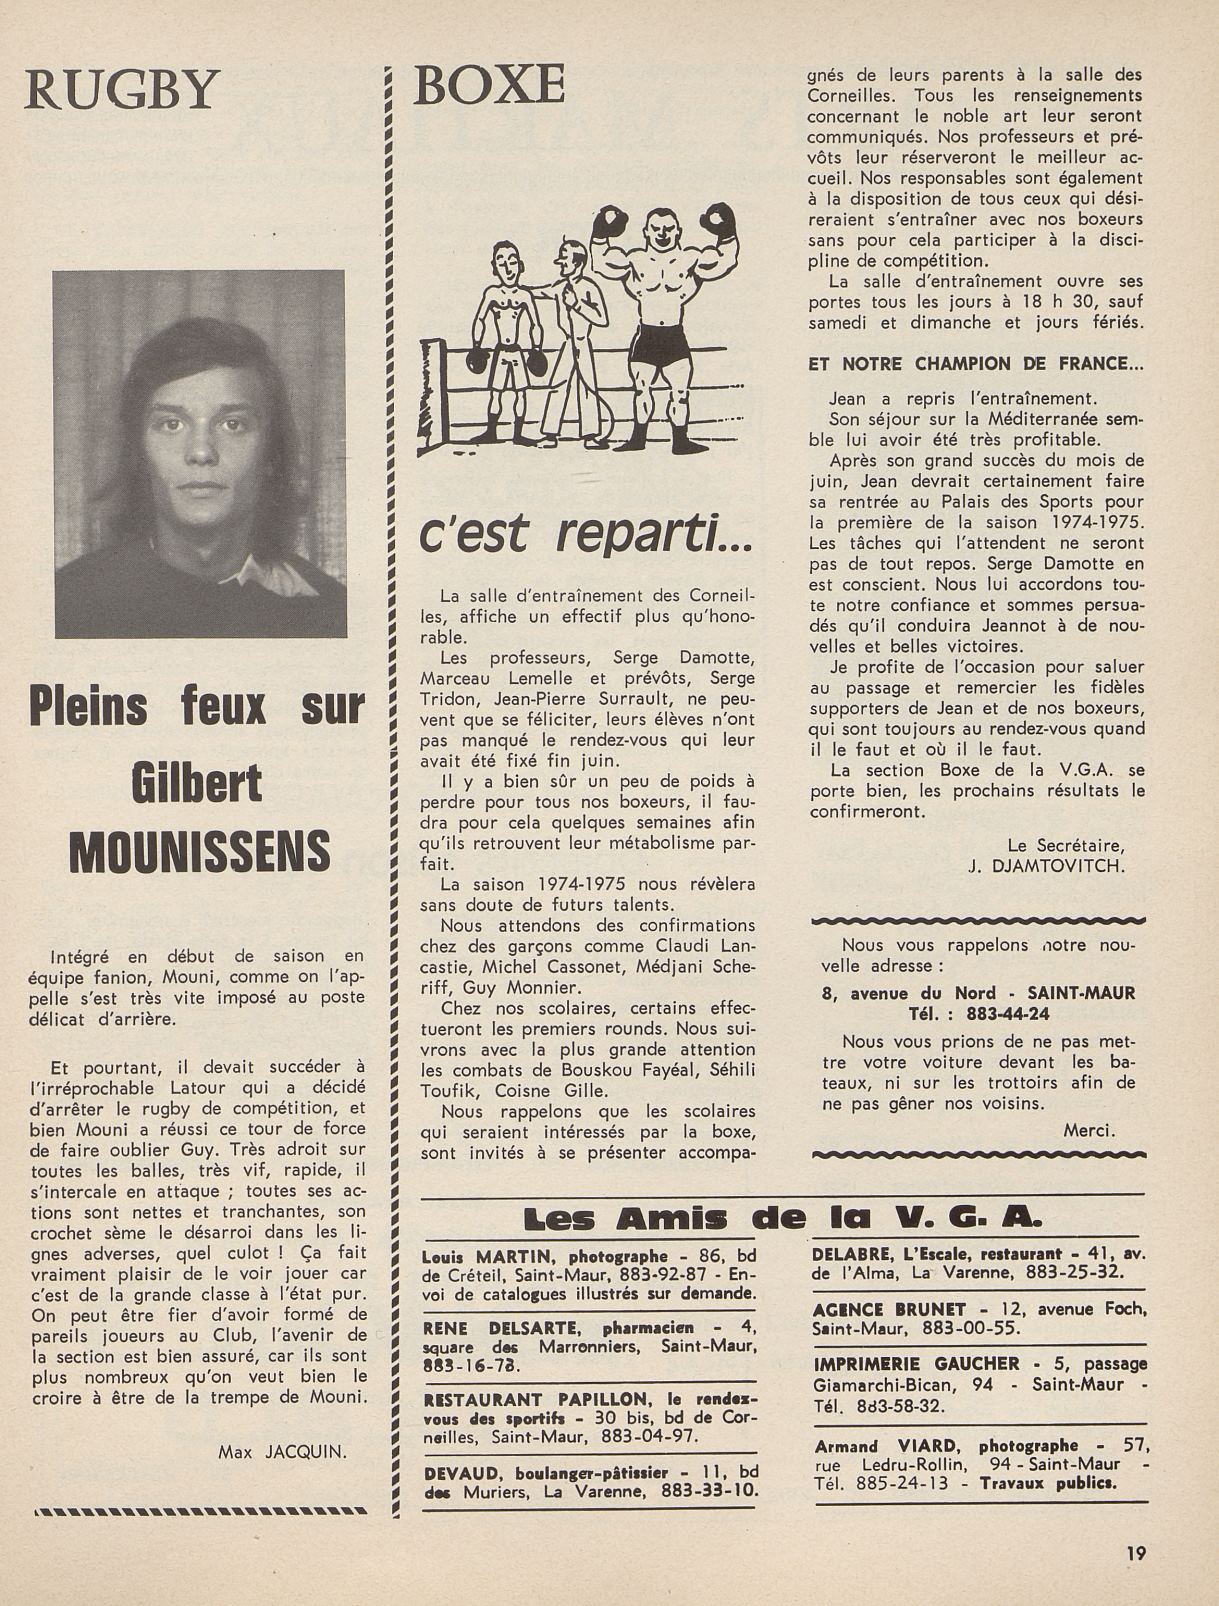 RUGBY
Pleins feux sur
Gilbert
MOUNISSENS
Intégré en début de saison en
équipe fanion, Mouni, comme on l'ap-
pelle s'est très vite imposé au poste
délicat d'arrière.
Et pourtant, il devait succéder à
l'irréprochable Latour qui a décidé
d'arrêter le rugby de compétition, et
bien Mouni a réussi ce tour de force
de faire oublier Guy. Très adroit sur
toutes les balles, très vif, rapide, il
s'intercale en attaque ; toutes ses ac-
tions sont nettes et tranchantes, son
crochet sème le désarroi dans les li-
gnes adverses, quel culot ! Ça fait
vraiment plaisir de le voir jouer car
c'est de la grande classe à l'état pur.
On peut être fier d'avoir formé de
pareils joueurs au Club, l'avenir de
la section est bien assuré, car ils sont
plus nombreux qu'on veut bien le
croire à être de la trempe de Mouni.
Max JACQUIN.
BOXE
c'est reparti...
La salle d'entraînement des Corneil-
les, affiche un effectif plus qu'hono-
rable.
Les professeurs, Serge Damotte,
Marceau Lemelle et prévôts, Serge
Tridon, Jean-Pierre Surrault, ne peu-
vent que se féliciter, leurs élèves n'ont
pas manqué le rendez-vous qui leur
avait été fixé fin juin.
Il y a bien sûr un peu de poids à
perdre pour tous nos boxeurs, il fau-
dra pour cela quelques semaines afin
qu'ils retrouvent leur métabolisme par-
fait.
La saison 1974-1975 nous révèlera
sans doute de futurs talents.
Nous attendons des confirmations
chez des garçons comme Claudi Lan-
castie, Michel Cassonet, Médjani Sche-
riff, Guy Monnier.
Chez nos scolaires, certains effec-
tueront les premiers rounds. Nous sui-
vrons avec la plus grande attention
les combats de Bouskou Fayéal, Séhili
Toufik, Coisne Gille.
Nous rappelons que les scolaires
qui seraient intéressés par la boxe,
sont invités à se présenter accompa-
gnés de leurs parents à la salle des
Corneilles. Tous les renseignements
concernant le noble art leur seront
communiqués. Nos professeurs et pré-
vôts leur réserveront le meilleur ac-
cueil. Nos responsables sont également
à la disposition de tous ceux qui dési-
reraient s'entraîner avec nos boxeurs
sans pour cela participer à la disci-
pline de compétition.
La salle d'entraînement ouvre ses
portes tous les jours à 18 h 30, sauf
samedi et dimanche et jours fériés.
ET NOTRE CHAMPION DE FRANCE...
Jean a repris l'entraînement.
Son séjour sur la Méditerranée sem-
ble lui avoir été très profitable.
Après son grand succès du mois de
juin, Jean devrait certainement faire
sa rentrée au Palais des Sports pour
la première de la saison 1974-1975.
Les tâches qui l'attendent ne seront
pas de tout repos. Serge Damotte en
est conscient. Nous lui accordons tou-
te notre confiance et sommes persua-
dés qu'il conduira Jeannot à de nou-
velles et belles victoires.
Je profite de l'occasion pour saluer
au passage et remercier les fidèles
supporters de Jean et de nos boxeurs,
qui sont toujours au rendez-vous quand
il le faut et où il le faut.
La section Boxe de la V.G.A. se
porte bien, les prochains résultats le
confirmeront.
Le Secrétaire,
J. DJAMTOVITCH.
Nous vous rappelons notre nou-
velle adresse :
8, avenue du Nord - SAINT-MAUR
Tél. : 883-44-24
Nous vous prions de ne pas met-
tre votre voiture devant les ba-
teaux, ni sur les trottoirs afin de
ne pas gêner nos voisins.
Merci.
Les Amis de la V. G. A.
Louis MARTIN, photographe - 86, bd
de Créteil, Saint-Maur, 883-92-87 - En-
voi de catalogues illustrés sur demande.
RENE DELSARTE, pharmacien - 4,
square des Marronniers, Saint-Maur,
883-16-73.
RESTAURANT PAPILLON, le rendez-
vous des sportifs - 30 bis, bd de Cor-
neilles, Saint-Maur, 883-04-97.
DEVAUD, boulanger-pâtissier - 11, bd
des Muriers, La Varenne, 883-33-10.
DELABRE, L'Escale, restaurant - 41, av.
de l'Alma, La Varenne, 883-25-32.
AGENCE BRUNET - 12, avenue Foch,
Saint-Maur, 883-00-55.
IMPRIMERIE GAUCHER - 5, passage
Giamarchi-Bican, 94 - Saint-Maur -
Tél. 883-58-32.
Armand VIARD, photographe - 57,
rue Ledru-Rollin, 94 - Saint-Maur -
Tél. 885-24-13 - Travaux publics.
19